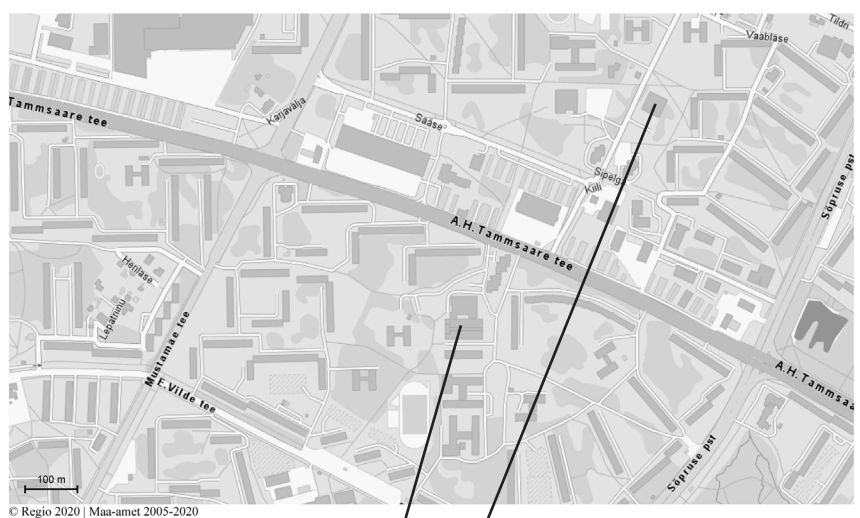 Tildri
Vaablase
Tammsaare tee
Karjavälja
Sääse
Sipelga
Kiili
Sõpruse pst
A.H. Tammsaare tee
Herilase
Lepatriinu
Mustamäe tee
E. Vilde tee
A.H. Tammsaa
Sõpruse pst
100 m
© Regio 2020 | Maa-amet 2005-2020